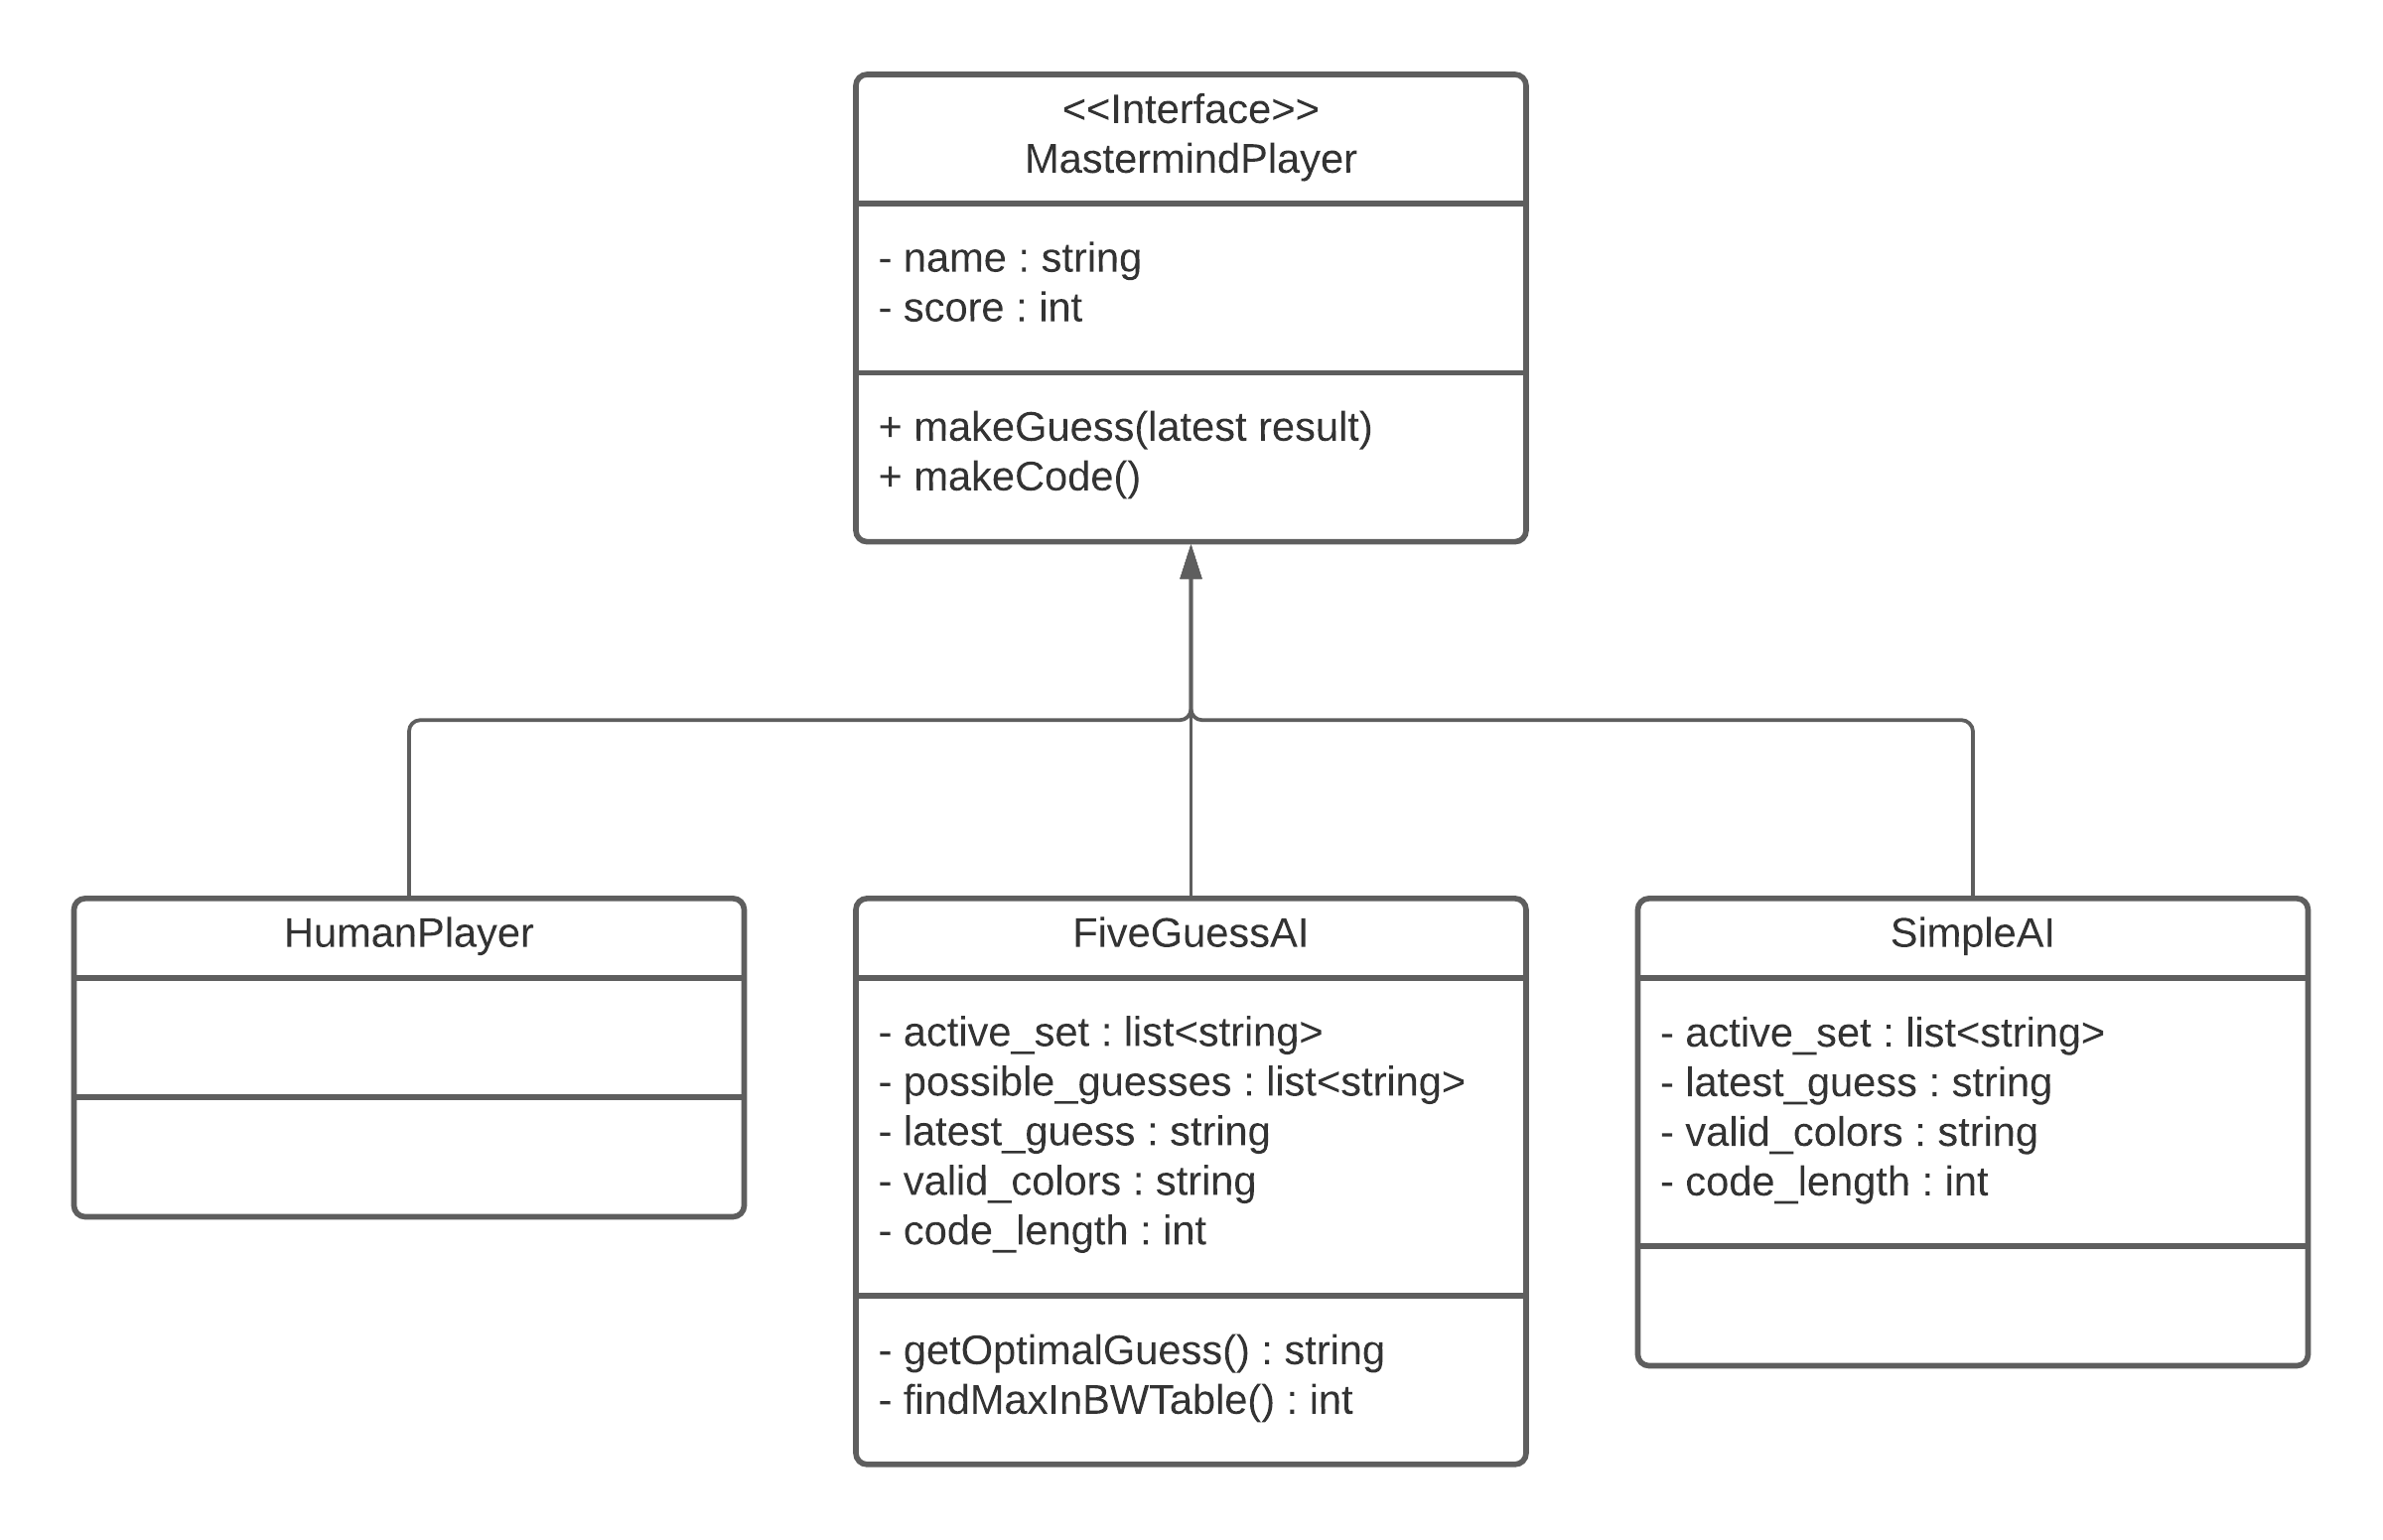 <<Interface>>
MastermindPlayer
- name : string
- score : int
+ makeGuess(latest result)
+ makeCode()
HumanPlayer
FiveGuessAI
- active_set : list<string>
- possible_guesses : list<string>
- latest_guess : string
- valid_colors : string
- code_length : int
- getOptimalGuess() : string
- findMaxInBWTable() : int
SimpleAI
- active_set : list<string>
- latest_guess : string
- valid_colors : string
- code_length : int